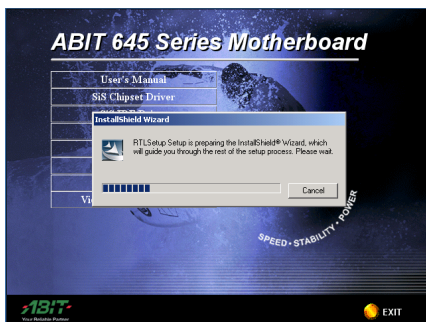 ABIT 645 Series Motherboard
User's Manual
SiS Chipset Driver
InstallShield Wizard
RTLSetup Setup is preparing the InstallShield® Wizard, which
will guide you through the rest of the setup process. Please wait.
Cancel
SPEED · STABILITY · POWER
ABIT
Your Reliable Partner
EXIT